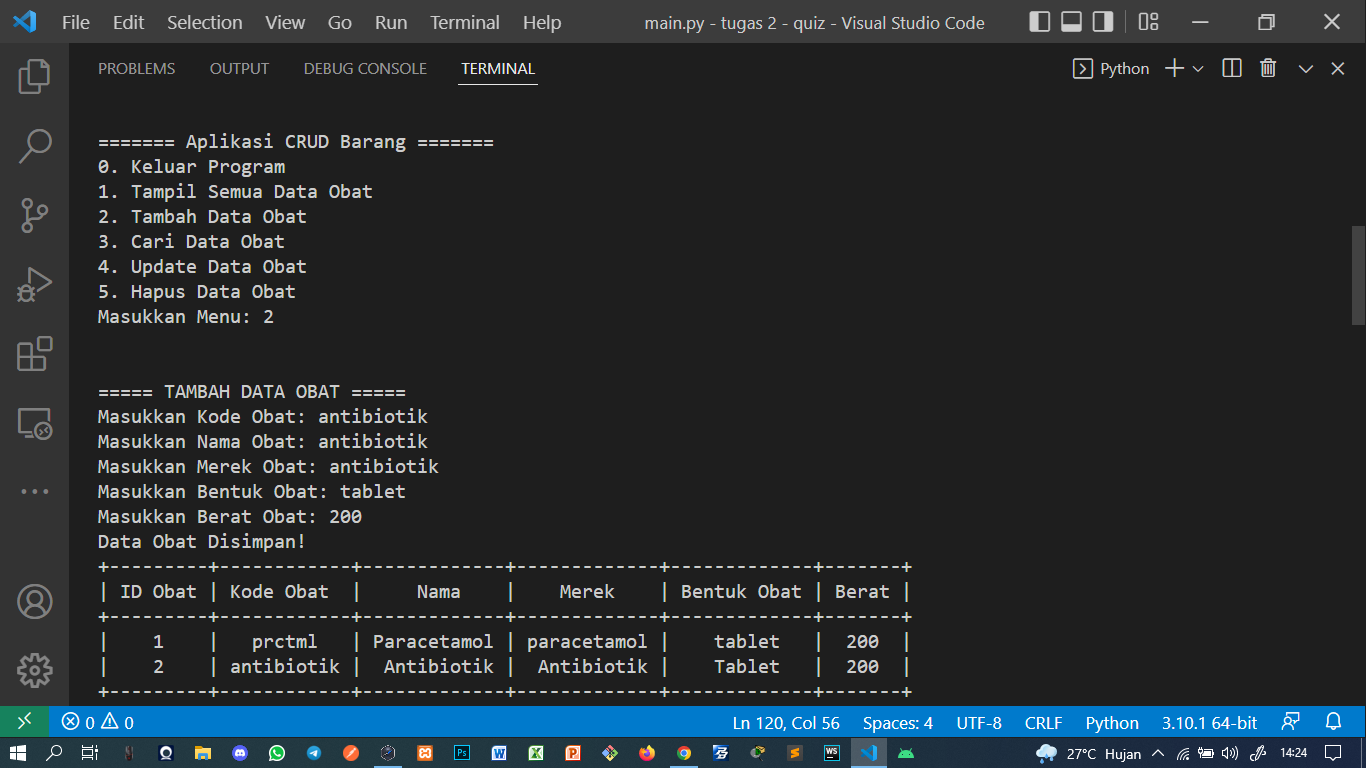 File Edit Selection View Go Run Terminal Help main.py - tugas 2 - quiz - Visual Studio Code
PROBLEMS OUTPUT DEBUG CONSOLE TERMINAL Python
======= Aplikasi CRUD Barang =======
0. Keluar Program
1. Tampil Semua Data Obat
2. Tambah Data Obat
3. Cari Data Obat
4. Update Data Obat
5. Hapus Data Obat
Masukkan Menu: 2
===== TAMBAH DATA OBAT =====
Masukkan Kode Obat: antibiotik
Masukkan Nama Obat: antibiotik
Masukkan Merek Obat: antibiotik
Masukkan Bentuk Obat: tablet
Masukkan Berat Obat: 200
Data Obat Disimpan!
+---------+------------+-------------+-------------+-------------+-------+
| ID Obat | Kode Obat  |     Nama    |    Merek    | Bentuk Obat | Berat |
+---------+------------+-------------+-------------+-------------+-------+
|    1    |   prctml   | Paracetamol | paracetamol |    tablet   |  200  |
|    2    | antibiotik |  Antibiotik |  Antibiotik |    Tablet   |  200  |
+---------+------------+-------------+-------------+-------------+-------+
0 0 Ln 120, Col 56 Spaces: 4 UTF-8 CRLF Python 3.10.1 64-bit
Ps W X P WS 27°C Hujan 14:24